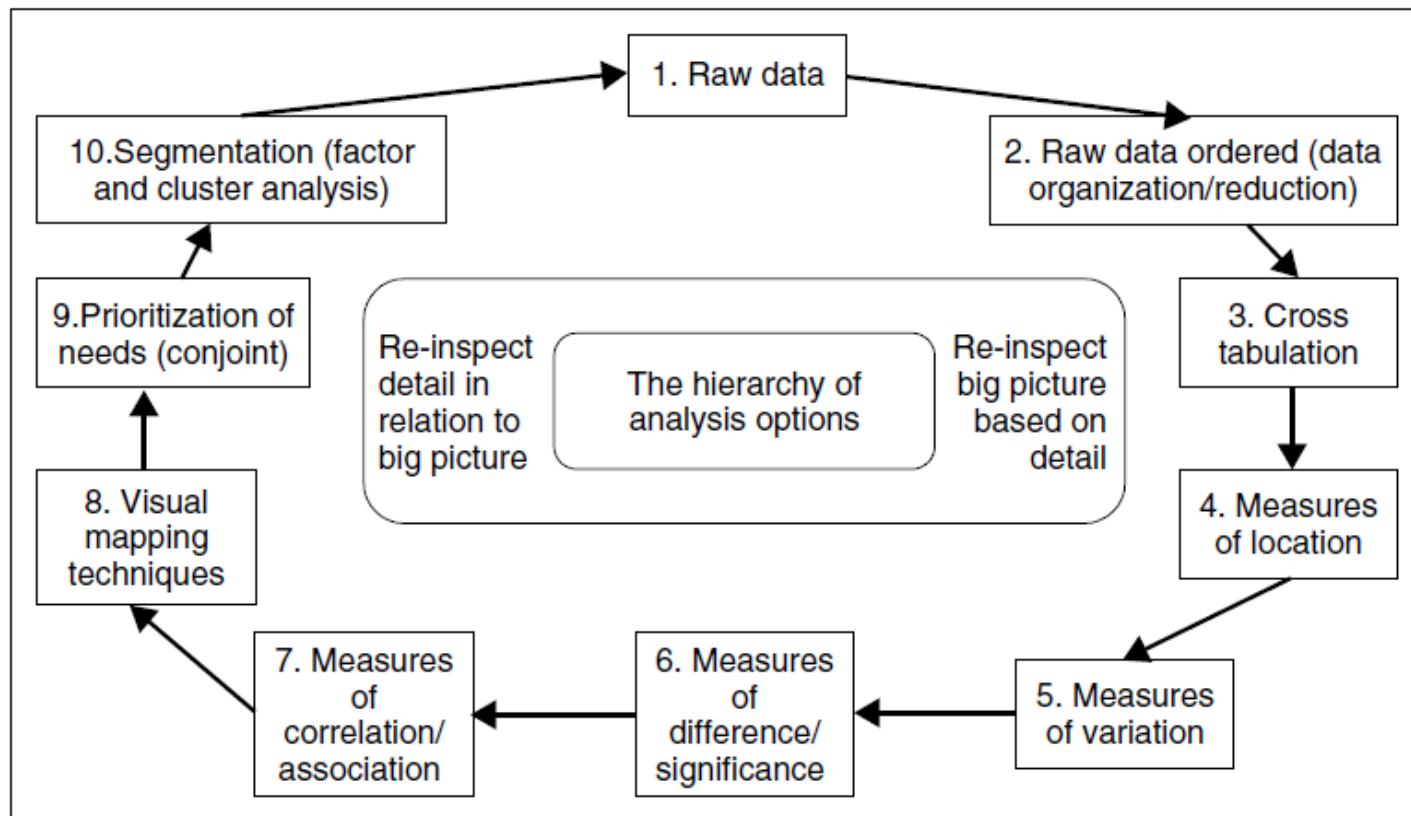 1. Raw data
2. Raw data ordered (data
organization/reduction)
3. Cross
tabulation
4. Measures
of location
5. Measures
of variation
6. Measures
of
difference/
significance
7. Measures
of
correlation/
association
8. Visual
mapping
techniques
9.Prioritization of
needs (conjoint)
10.Segmentation (factor
and cluster analysis)
Re-inspect
detail in
relation to
big picture
The hierarchy of
analysis options
Re-inspect
big picture
based on
detail